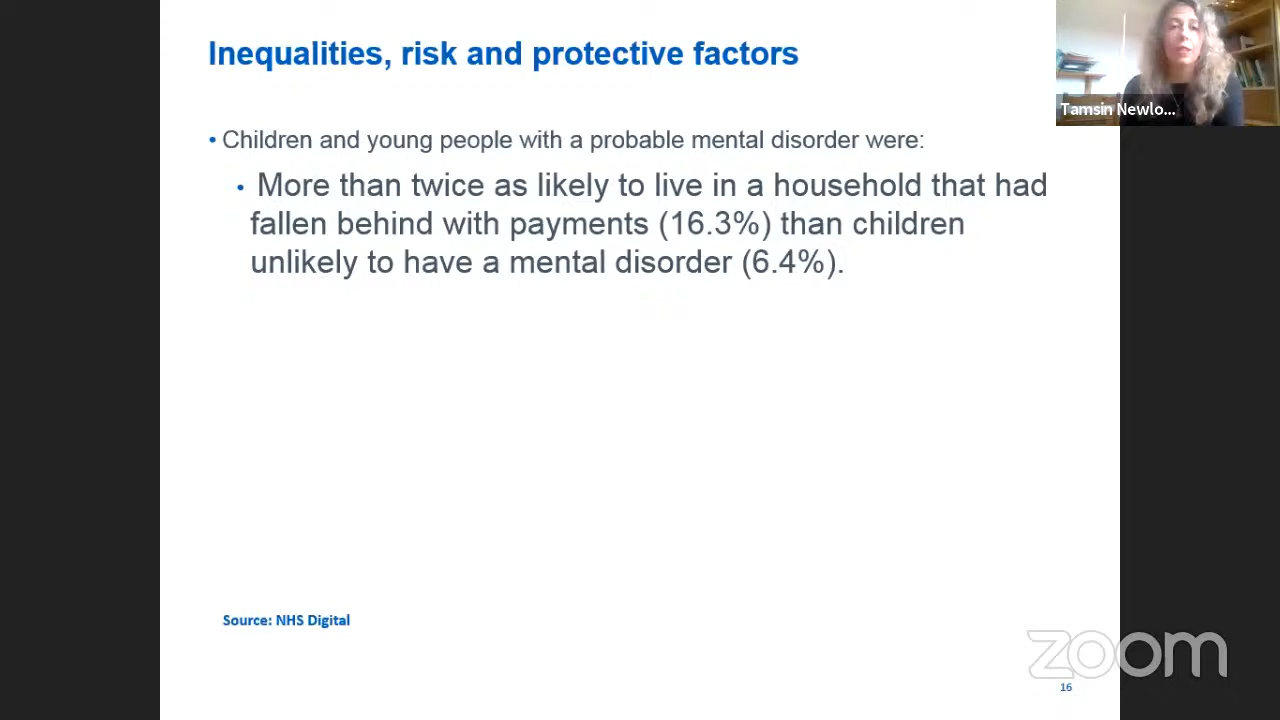 Inequalities, risk and protective factors
Tamsin Newlo...
• Children and young people with a probable mental disorder were:
• More than twice as likely to live in a household that had
fallen behind with payments (16.3%) than children
unlikely to have a mental disorder (6.4%).
Source: NHS Digital
zoom
16